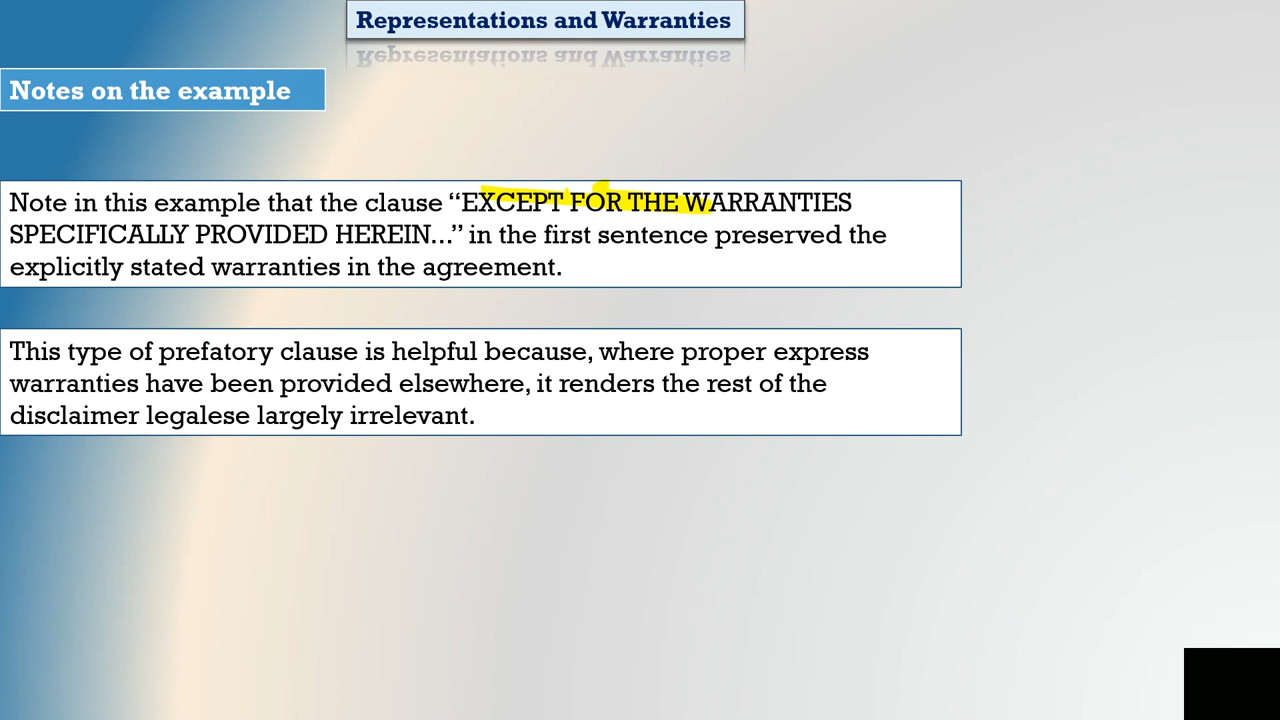 Representations and Warranties
Notes on the example
Note in this example that the clause “EXCEPT FOR THE WARRANTIES
SPECIFICALLY PROVIDED HEREIN...” in the first sentence preserved the
explicitly stated warranties in the agreement.
This type of prefatory clause is helpful because, where proper express
warranties have been provided elsewhere, it renders the rest of the
disclaimer legalese largely irrelevant.